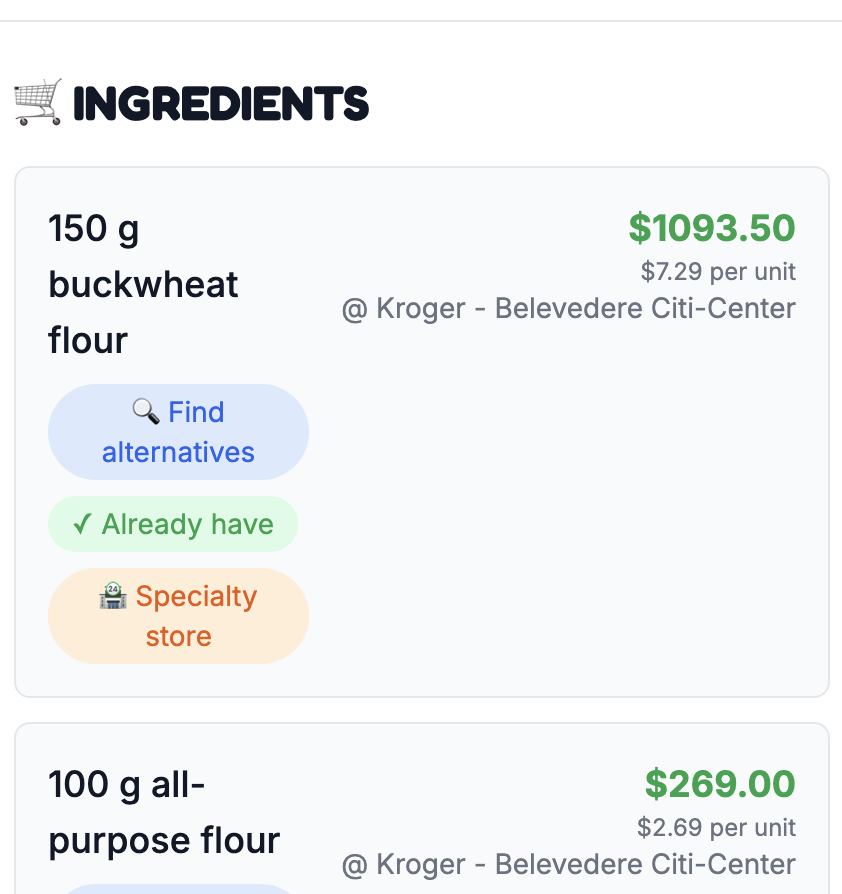 INGREDIENTS
150 g
buckwheat
flour
$1093.50
$7.29 per unit
@ Kroger - Belevedere Citi-Center
🔍 Find
alternatives
✓ Already have
🏪 Specialty
store
100 g all-
purpose flour
$269.00
$2.69 per unit
@ Kroger - Belevedere Citi-Center